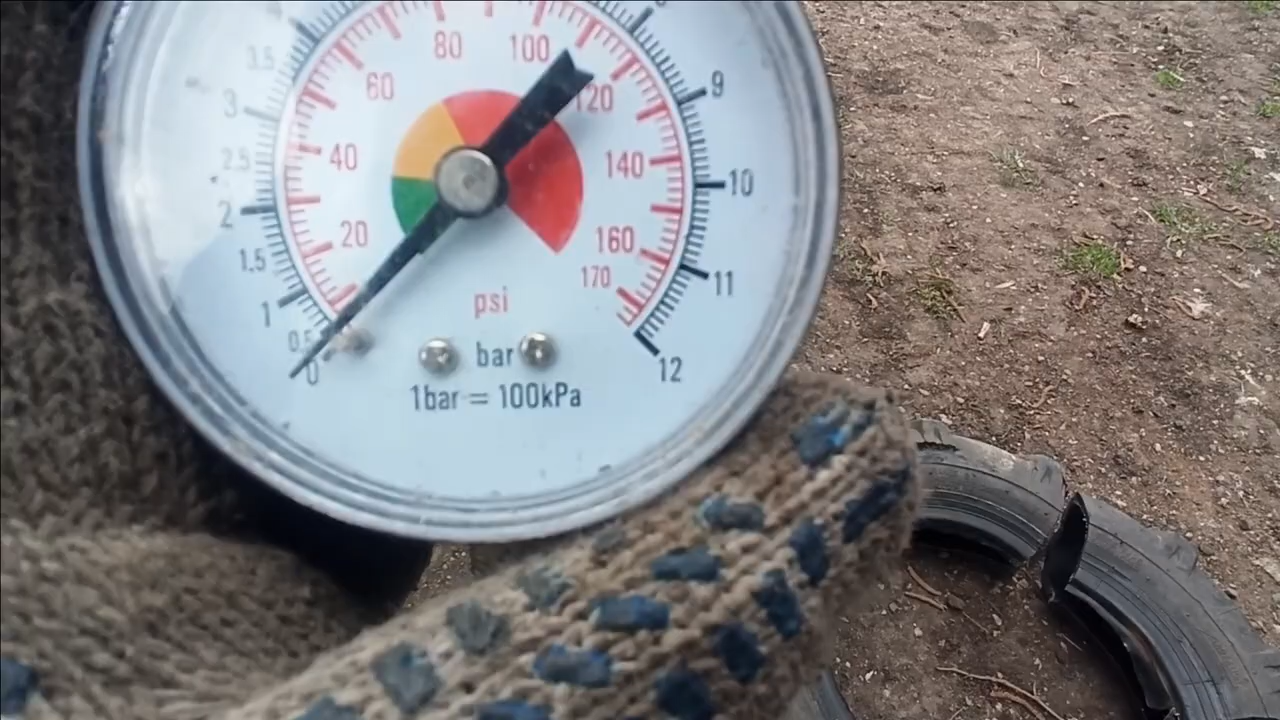 80 100
3.5 60 120 9
3 40 140 10
2.5
2 20 160
1.5 170 11
1 psi
0.5 bar 12
0
1bar = 100kPa